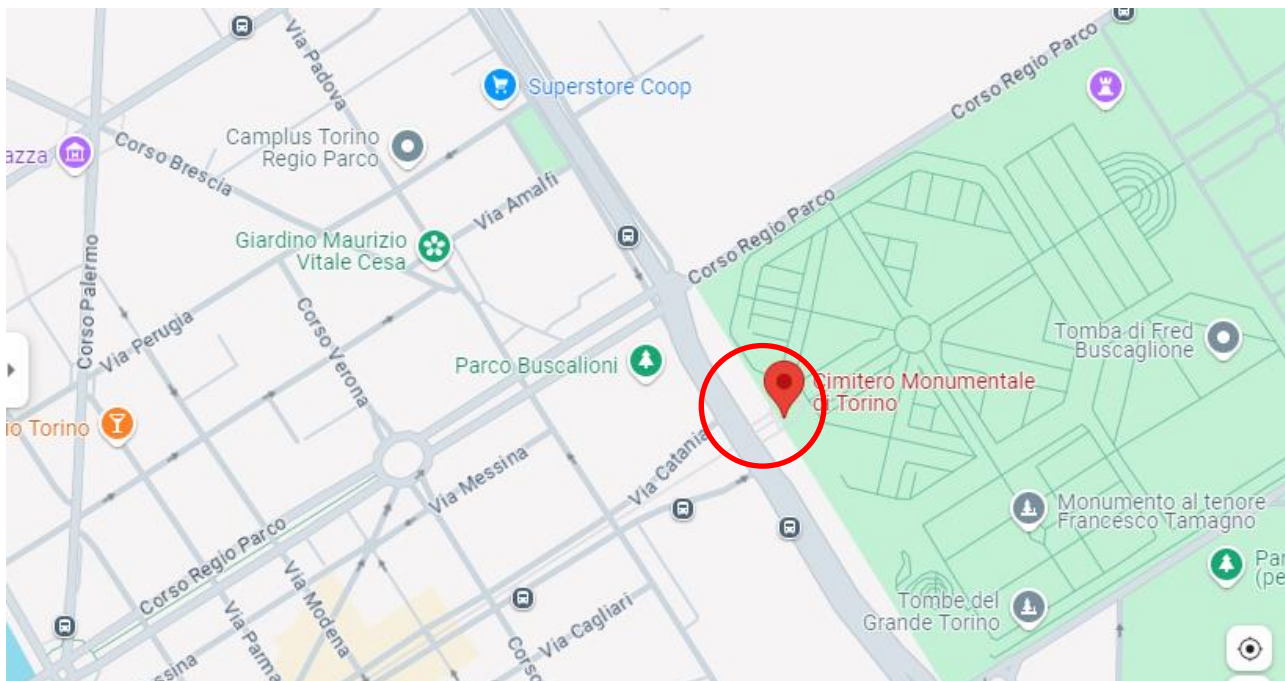 Via Padova
Superstore Coop
Corso Regio Parco
azza
Corso Brescia
Camplus Torino
Regio Parco
Via Amalfi
Corso Regio Parco
Giardino Maurizio
Vitale Cesa
Corso Palermo
Via Perugia
Corso Verona
Parco Buscalioni
Tomba di Fred
Buscaglione
Cimitero Monumentale
di Torino
io Torino
Via Messina
Via Catania
Monumento al tenore
Francesco Tamagno
Corso Regio Parco
Via Modena
Via Parma
Par
(pe
Tombe del
Grande Torino
Via Cagliari
Corso
essina